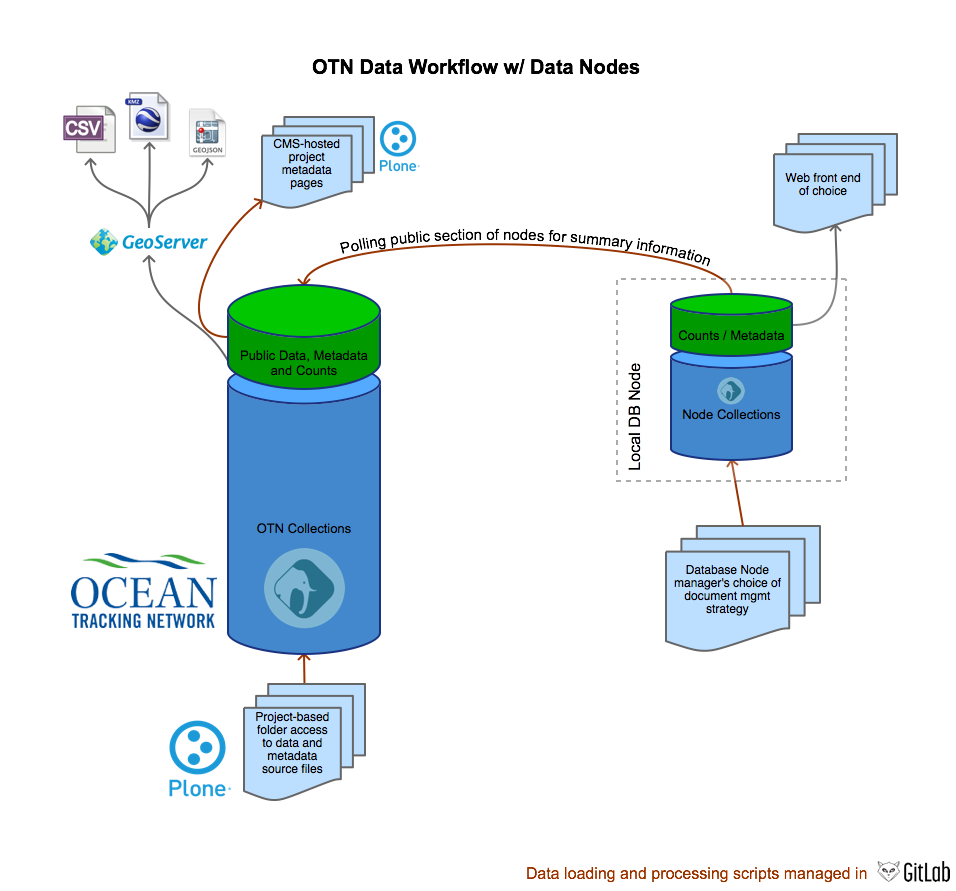 OTN Data Workflow w/ Data Nodes
CSV
KMZ
GEOJSON
CMS-hosted
project
metadata
pages
Plone
Web front end
of choice
GeoServer
Polling public section of nodes for summary information
Public Data, Metadata
and Counts
Counts / Metadata
Local DB Node
Node Collections
OTN Collections
OCEAN
TRACKING NETWORK
Database Node
manager's choice of
document mgmt
strategy
Project-based
folder access
to data and
metadata
source files
Plone
Data loading and processing scripts managed in
GitLab